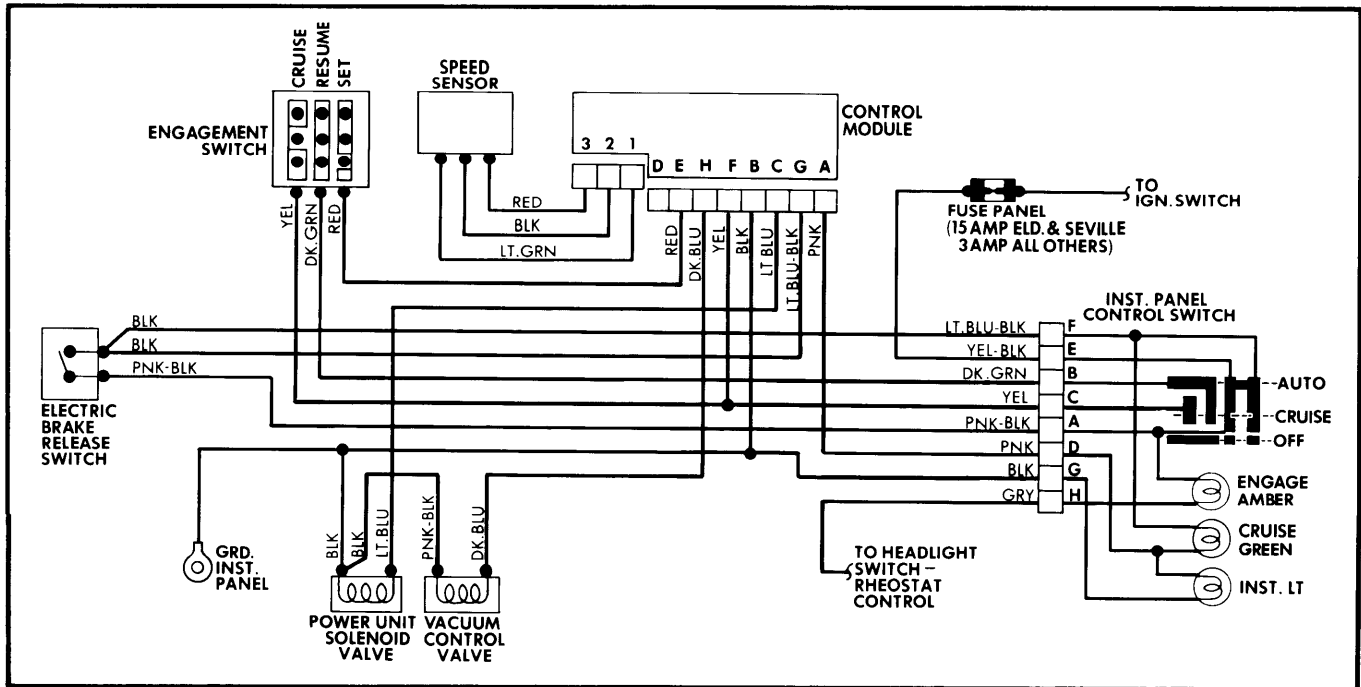 CRUISE
RESUME
SET
ENGAGEMENT
SWITCH
SPEED
SENSOR
CONTROL
MODULE
3 2 1
D E H F B C G A
YEL
DK.GRN
RED
RED
BLK
LT.GRN
RED
DK.BLU
YEL
BLK
LT.BLU
LT.BLU-BLK
PNK
TO
IGN.SWITCH
FUSE PANEL
(15 AMP ELD.& SEVILLE
3 AMP ALL OTHERS)
INST. PANEL
CONTROL SWITCH
BLK
BLK
PNK-BLK
ELECTRIC
BRAKE
RELEASE
SWITCH
LT.BLU-BLK F
YEL-BLK E
DK.GRN B
YEL C
PNK-BLK A
PNK D
BLK G
GRY H
AUTO
CRUISE
OFF
ENGAGE
AMBER
CRUISE
GREEN
INST. LT
TO HEADLIGHT
SWITCH –
RHEOSTAT
CONTROL
GRD.
INST.
PANEL
BLK
BLK
LT.BLU
PNK-BLK
DK.BLU
POWER UNIT
SOLENOID
VALVE
VACUUM
CONTROL
VALVE